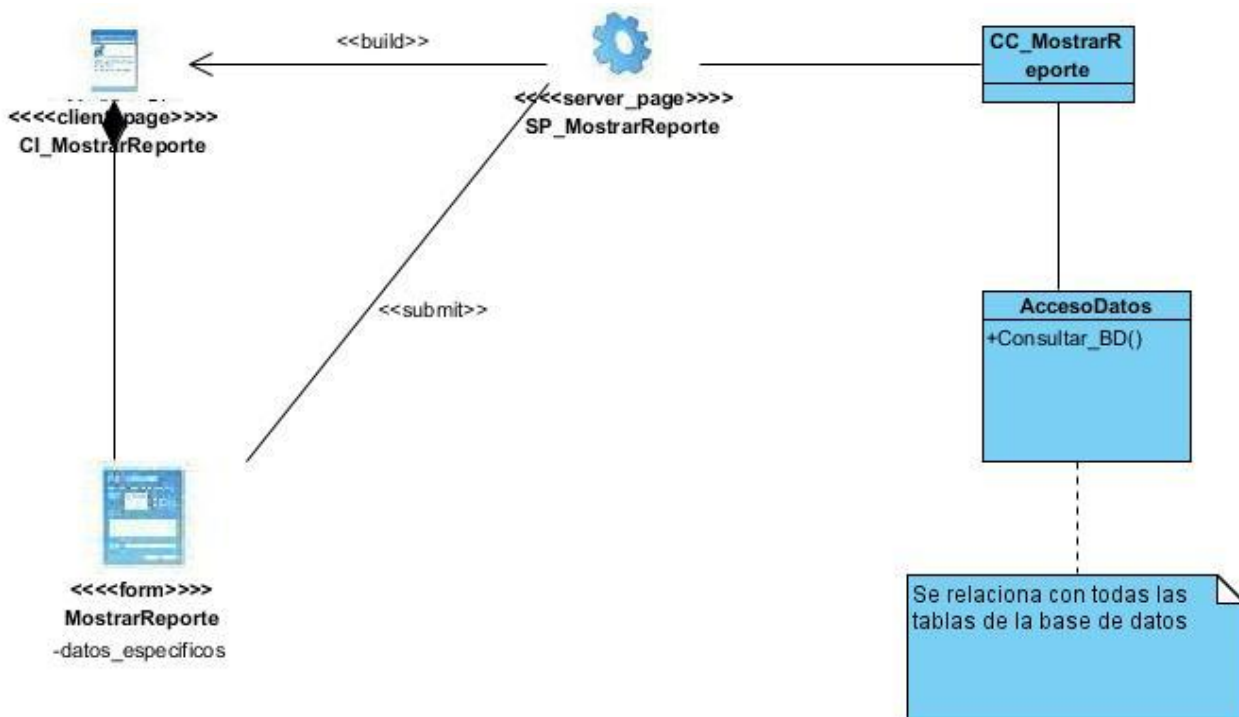 <<build>>
CC_MostrarR
eporte
<<<<client_page>>>>
CI_MostrarReporte
<<<<server_page>>>>
SP_MostrarReporte
<<submit>>
AccesoDatos
+Consultar_BD()
<<<<form>>>>
MostrarReporte
-datos_especificos
Se relaciona con todas las
tablas de la base de datos